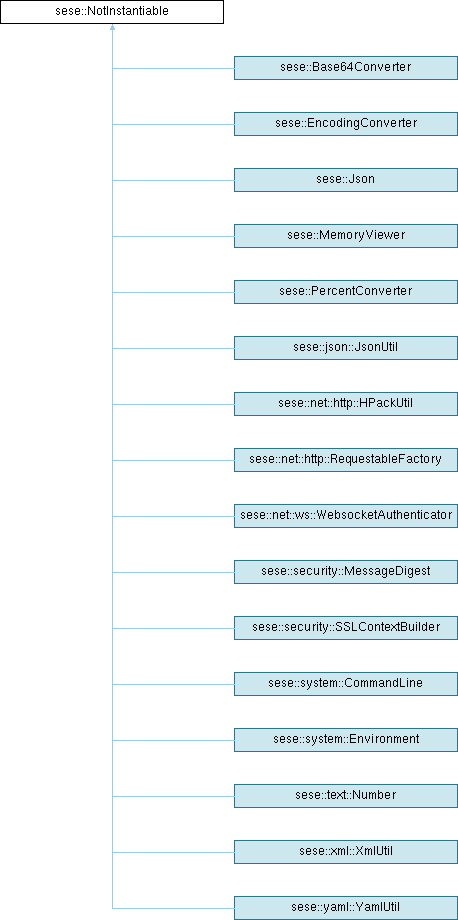 sese::NotInstantiable
sese::Base64Converter
sese::EncodingConverter
sese::Json
sese::MemoryViewer
sese::PercentConverter
sese::json::JsonUtil
sese::net::http::HPackUtil
sese::net::http::RequestableFactory
sese::net::ws::WebsocketAuthenticator
sese::security::MessageDigest
sese::security::SSLContextBuilder
sese::system::CommandLine
sese::system::Environment
sese::text::Number
sese::xml::XmlUtil
sese::yaml::YamlUtil